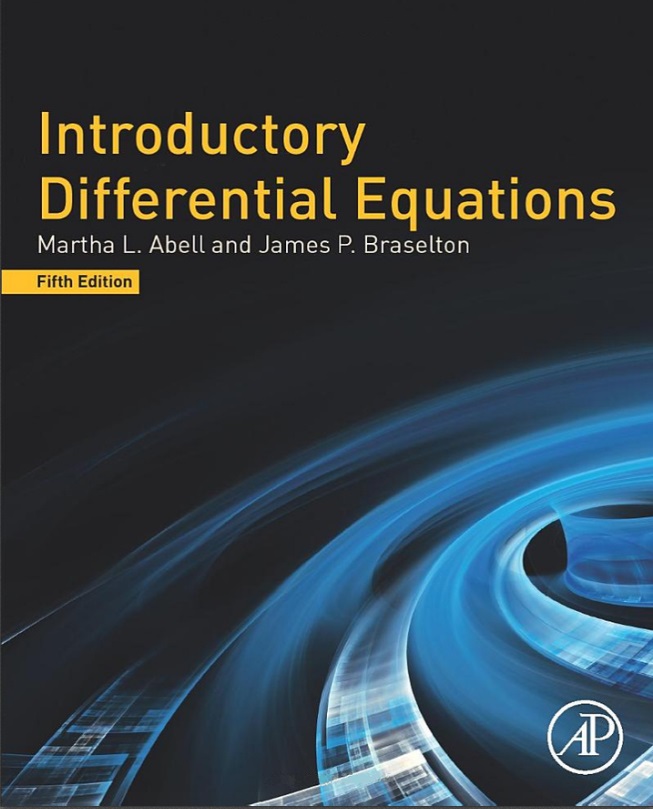 Introductory
Differential Equations
Martha L. Abell and James P. Braselton
Fifth Edition
AP